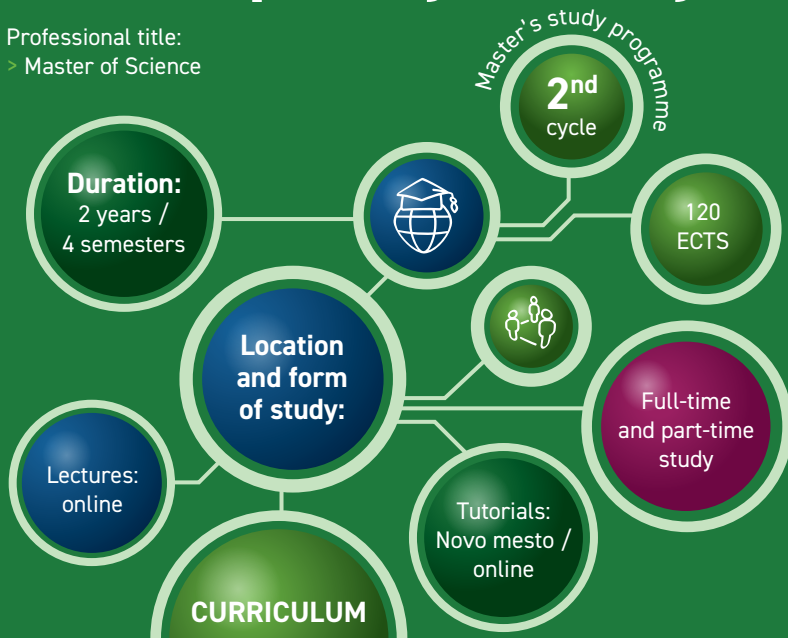 Professional title:
> Master of Science
Master's study programme
2nd
cycle
Duration:
2 years /
4 semesters
120
ECTS
Location
and form
of study:
Full-time
and part-time
study
Lectures:
online
Tutorials:
Novo mesto /
online
CURRICULUM